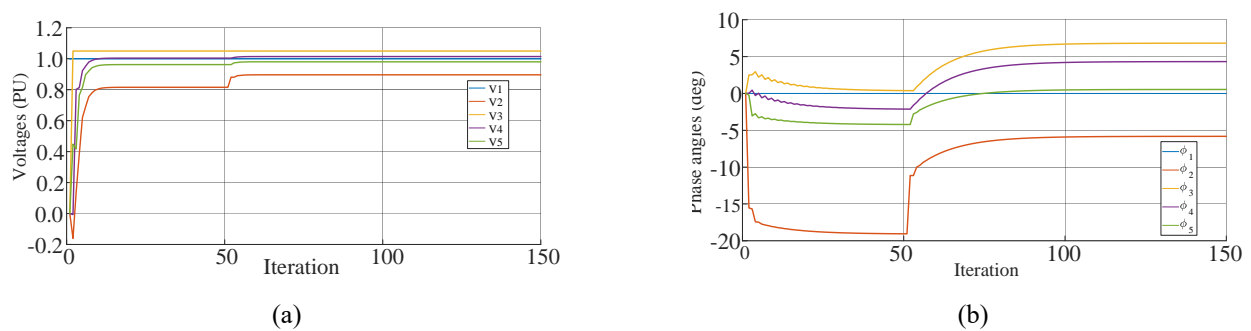 1.2
1.0
0.8
0.6
0.4
0.2
0.0
-0.2
0
50
100
150
Voltages (PU)
Iteration
V1
V2
V3
V4
V5
(a)
10
5
0
-5
-10
-15
-20
0
50
100
150
Phase angles (deg)
Iteration
ϕ1
ϕ2
ϕ3
ϕ4
ϕ5
(b)